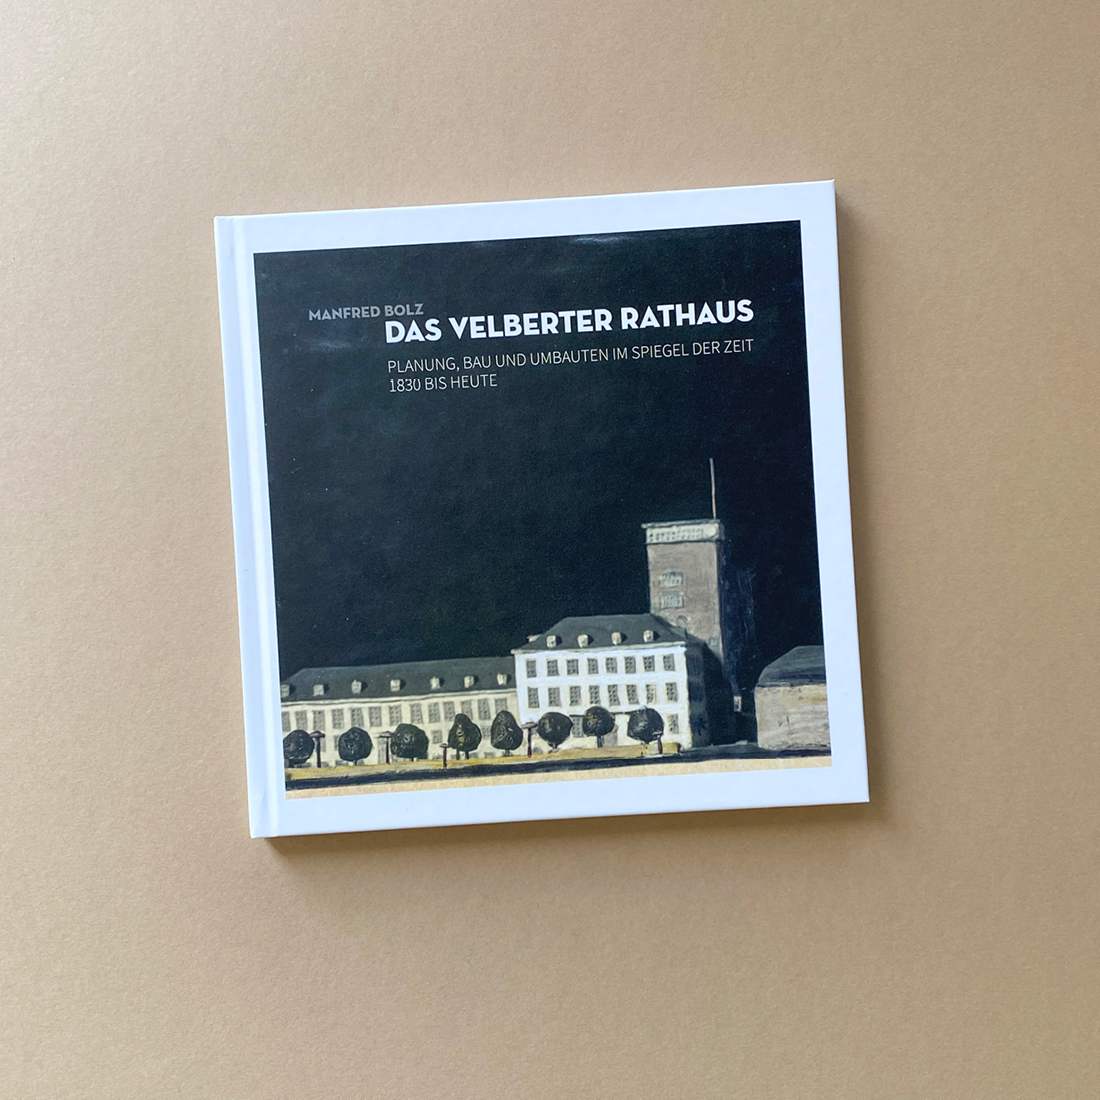 MANFRED BOLZ
DAS VELBERTER RATHAUS
PLANUNG, BAU UND UMBAUTEN IM SPIEGEL DER ZEIT
1830 BIS HEUTE